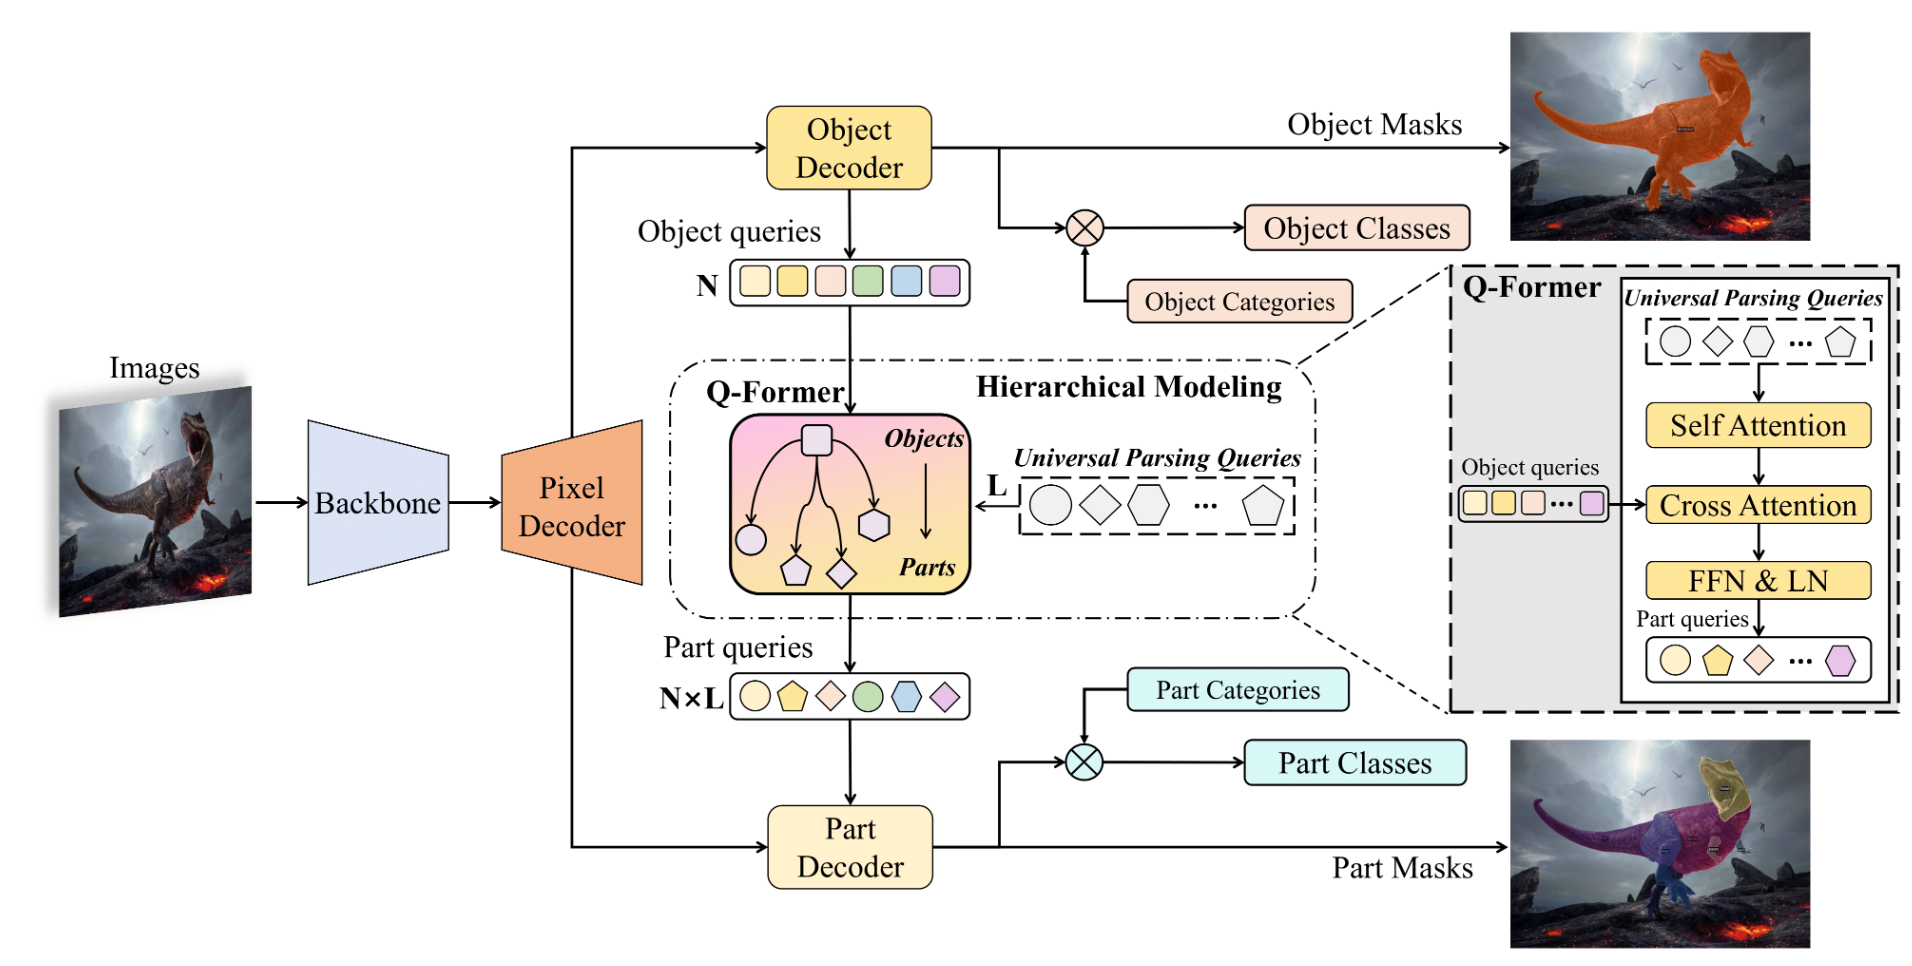 Images
Backbone
Pixel
Decoder
Object
Decoder
Object Masks
Object queries
N
Object Classes
Object Categories
Q-Former
Hierarchical Modeling
Objects
Parts
Universal Parsing Queries
L
...
Part queries
N×L
Part Categories
Part Classes
Part
Decoder
Part Masks
Q-Former
Universal Parsing Queries
...
Self Attention
Object queries
...
Cross Attention
FFN & LN
Part queries
...